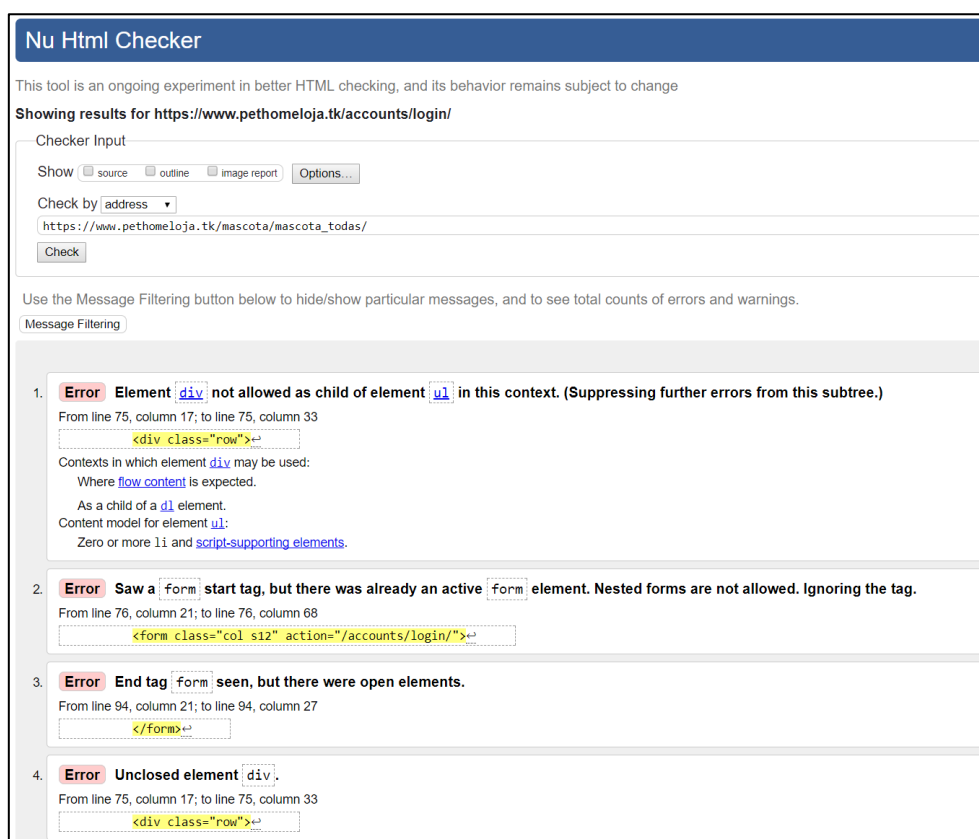 Nu Html Checker
This tool is an ongoing experiment in better HTML checking, and its behavior remains subject to change
Showing results for https://www.pethomeloja.tk/accounts/login/
Checker Input
Show source outline image report Options...
Check by address
https://www.pethomeloja.tk/mascota/mascota_todas/
Check
Use the Message Filtering button below to hide/show particular messages, and to see total counts of errors and warnings.
Message Filtering
1. Error Element div not allowed as child of element ul in this context. (Suppressing further errors from this subtree.)
From line 75, column 17; to line 75, column 33
<div class="row">↩
Contexts in which element div may be used:
Where flow content is expected.
As a child of a dl element.
Content model for element ul:
Zero or more li and script-supporting elements.
2. Error Saw a form start tag, but there was already an active form element. Nested forms are not allowed. Ignoring the tag.
From line 76, column 21; to line 76, column 68
<form class="col s12" action="/accounts/login/">↩
3. Error End tag form seen, but there were open elements.
From line 94, column 21; to line 94, column 27
</form>↩
4. Error Unclosed element div.
From line 75, column 17; to line 75, column 33
<div class="row">↩